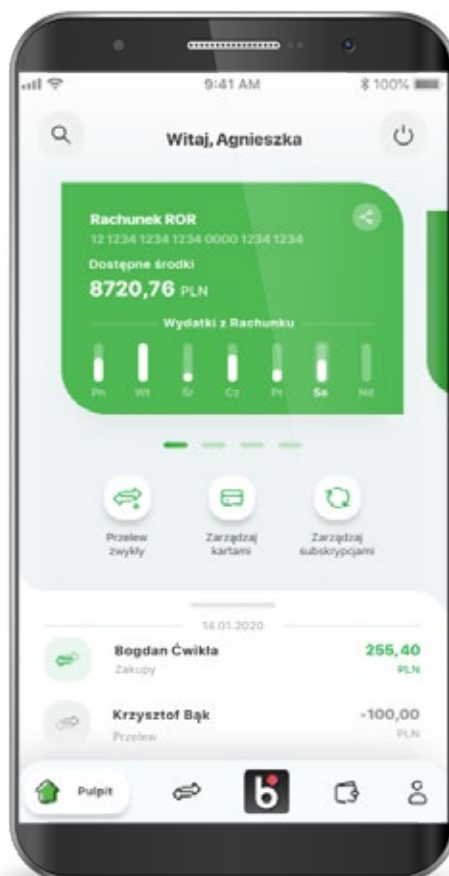 9:41 AM
100%
Witaj, Agnieszka
Rachunek ROR
12 1234 1234 1234 0000 1234 1234
Dostępne środki
8720,76 PLN
Wydatki z Rachunku
Pn Wt Śr Cz Pt So Nd
Przelew zwykły
Zarządzaj kartami
Zarządzaj subskrypcjami
14.01.2020
Bogdan Ćwikła
255,40
Zakupy
PLN
Krzysztof Bąk
-100,00
Przelew
PLN
Pulpit
b